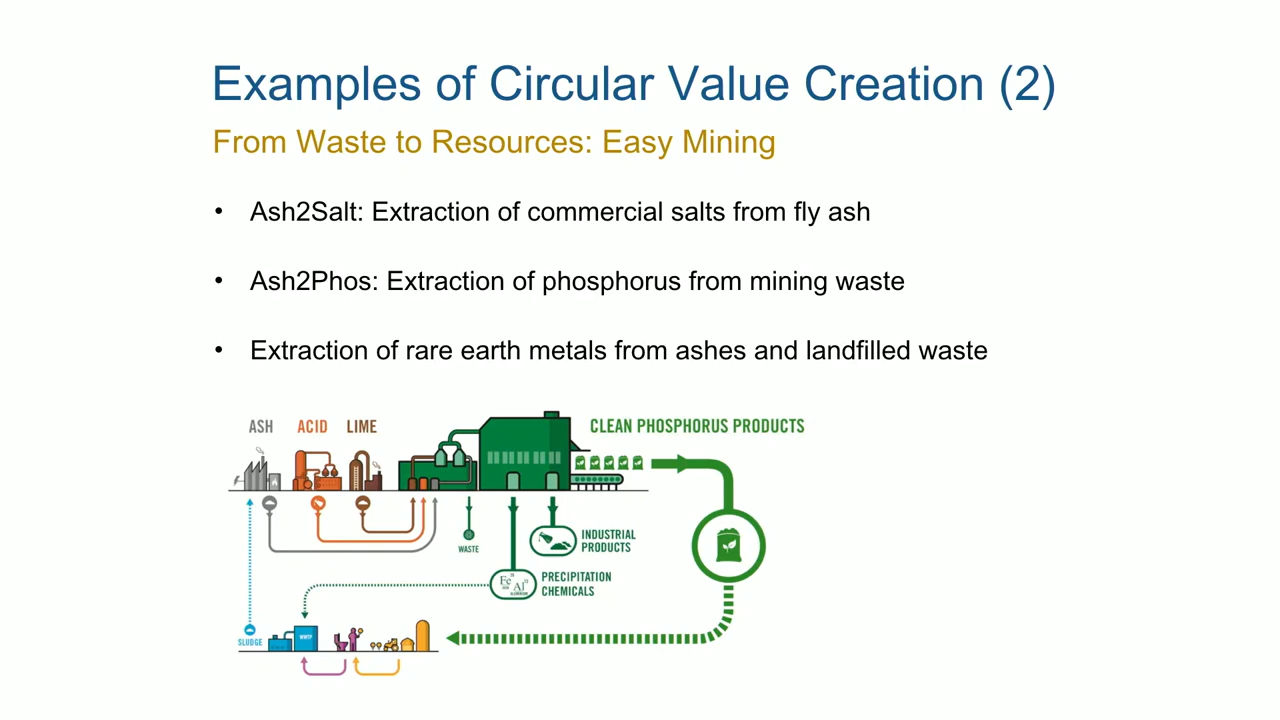 Examples of Circular Value Creation (2)
From Waste to Resources: Easy Mining
• Ash2Salt: Extraction of commercial salts from fly ash
• Ash2Phos: Extraction of phosphorus from mining waste
• Extraction of rare earth metals from ashes and landfilled waste
ASH ACID LIME
CLEAN PHOSPHORUS PRODUCTS
WASTE
INDUSTRIAL
PRODUCTS
Fe Al
PRECIPITATION
CHEMICALS
SLUDGE
WWTP